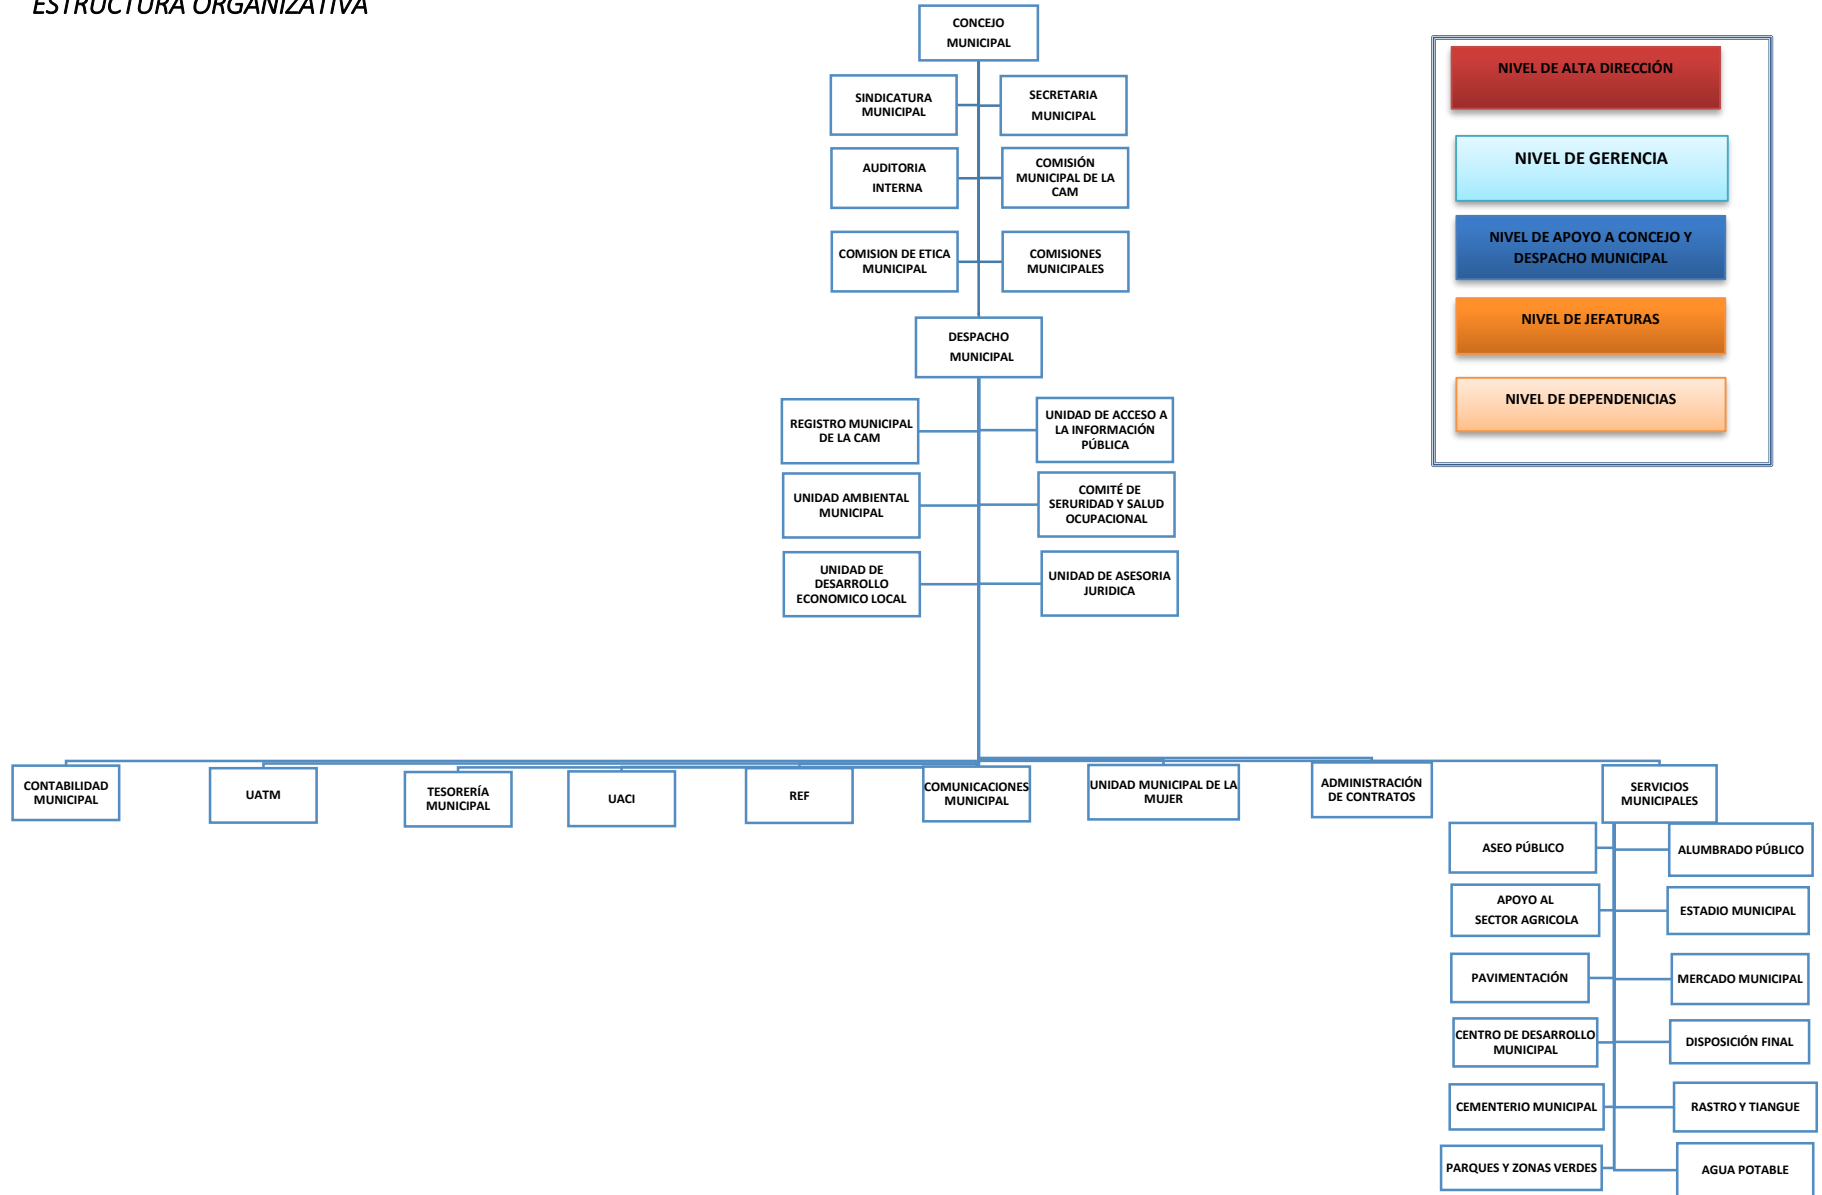 ESTRUCTURA ORGANIZATIVA
CONCEJO
MUNICIPAL
SINDICATURA
MUNICIPAL
SECRETARIA
MUNICIPAL
AUDITORIA
INTERNA
COMISIÓN
MUNICIPAL DE LA
CAM
COMISION DE ETICA
MUNICIPAL
COMISIONES
MUNICIPALES
DESPACHO
MUNICIPAL
REGISTRO MUNICIPAL
DE LA CAM
UNIDAD DE ACCESO A
LA INFORMACIÓN
PÚBLICA
UNIDAD AMBIENTAL
MUNICIPAL
COMITÉ DE
SERURIDAD Y SALUD
OCUPACIONAL
UNIDAD DE
DESARROLLO
ECONOMICO LOCAL
UNIDAD DE ASESORIA
JURIDICA
NIVEL DE ALTA DIRECCIÓN
NIVEL DE GERENCIA
NIVEL DE APOYO A CONCEJO Y
DESPACHO MUNICIPAL
NIVEL DE JEFATURAS
NIVEL DE DEPENDENICIAS
CONTABILIDAD
MUNICIPAL
UATM
TESORERÍA
MUNICIPAL
UACI
REF
COMUNICACIONES
MUNICIPAL
UNIDAD MUNICIPAL DE LA
MUJER
ADMINISTRACIÓN
DE CONTRATOS
SERVICIOS
MUNICIPALES
ASEO PÚBLICO
ALUMBRADO PÚBLICO
APOYO AL
SECTOR AGRICOLA
ESTADIO MUNICIPAL
PAVIMENTACIÓN
MERCADO MUNICIPAL
CENTRO DE DESARROLLO
MUNICIPAL
DISPOSICIÓN FINAL
CEMENTERIO MUNICIPAL
RASTRO Y TIANGUE
PARQUES Y ZONAS VERDES
AGUA POTABLE